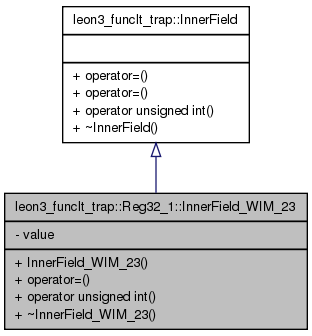 leon3_funclt_trap::InnerField
+ operator=()
+ operator=()
+ operator unsigned int()
+ ~InnerField()
leon3_funclt_trap::Reg32_1::InnerField_WIM_23
- value
+ InnerField_WIM_23()
+ operator=()
+ operator unsigned int()
+ ~InnerField_WIM_23()